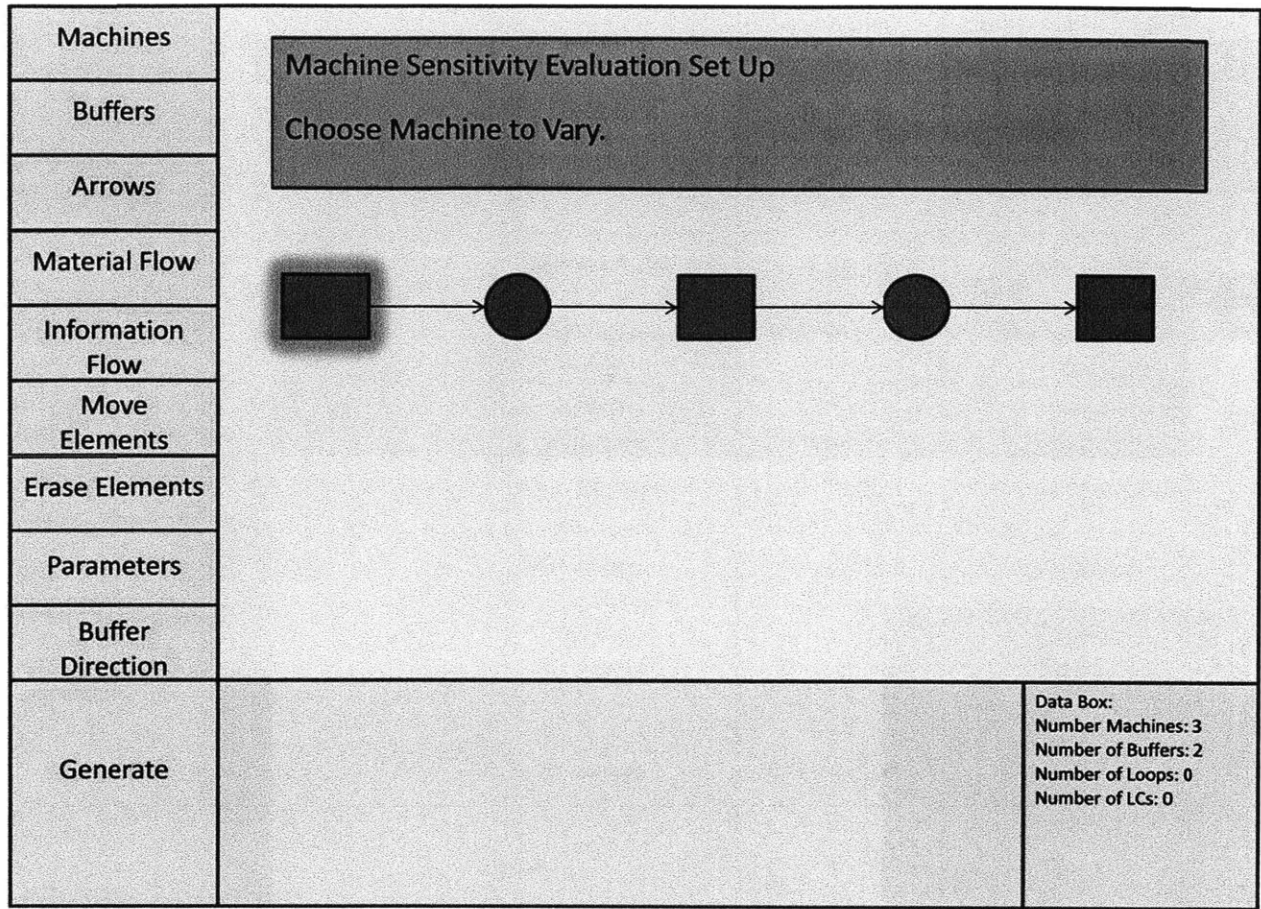 Machines
Buffers
Arrows
Material Flow
Information
Flow
Move
Elements
Erase Elements
Parameters
Buffer
Direction
Generate
Machine Sensitivity Evaluation Set Up
Choose Machine to Vary.
Data Box:
Number Machines: 3
Number of Buffers: 2
Number of Loops: 0
Number of LCs: 0